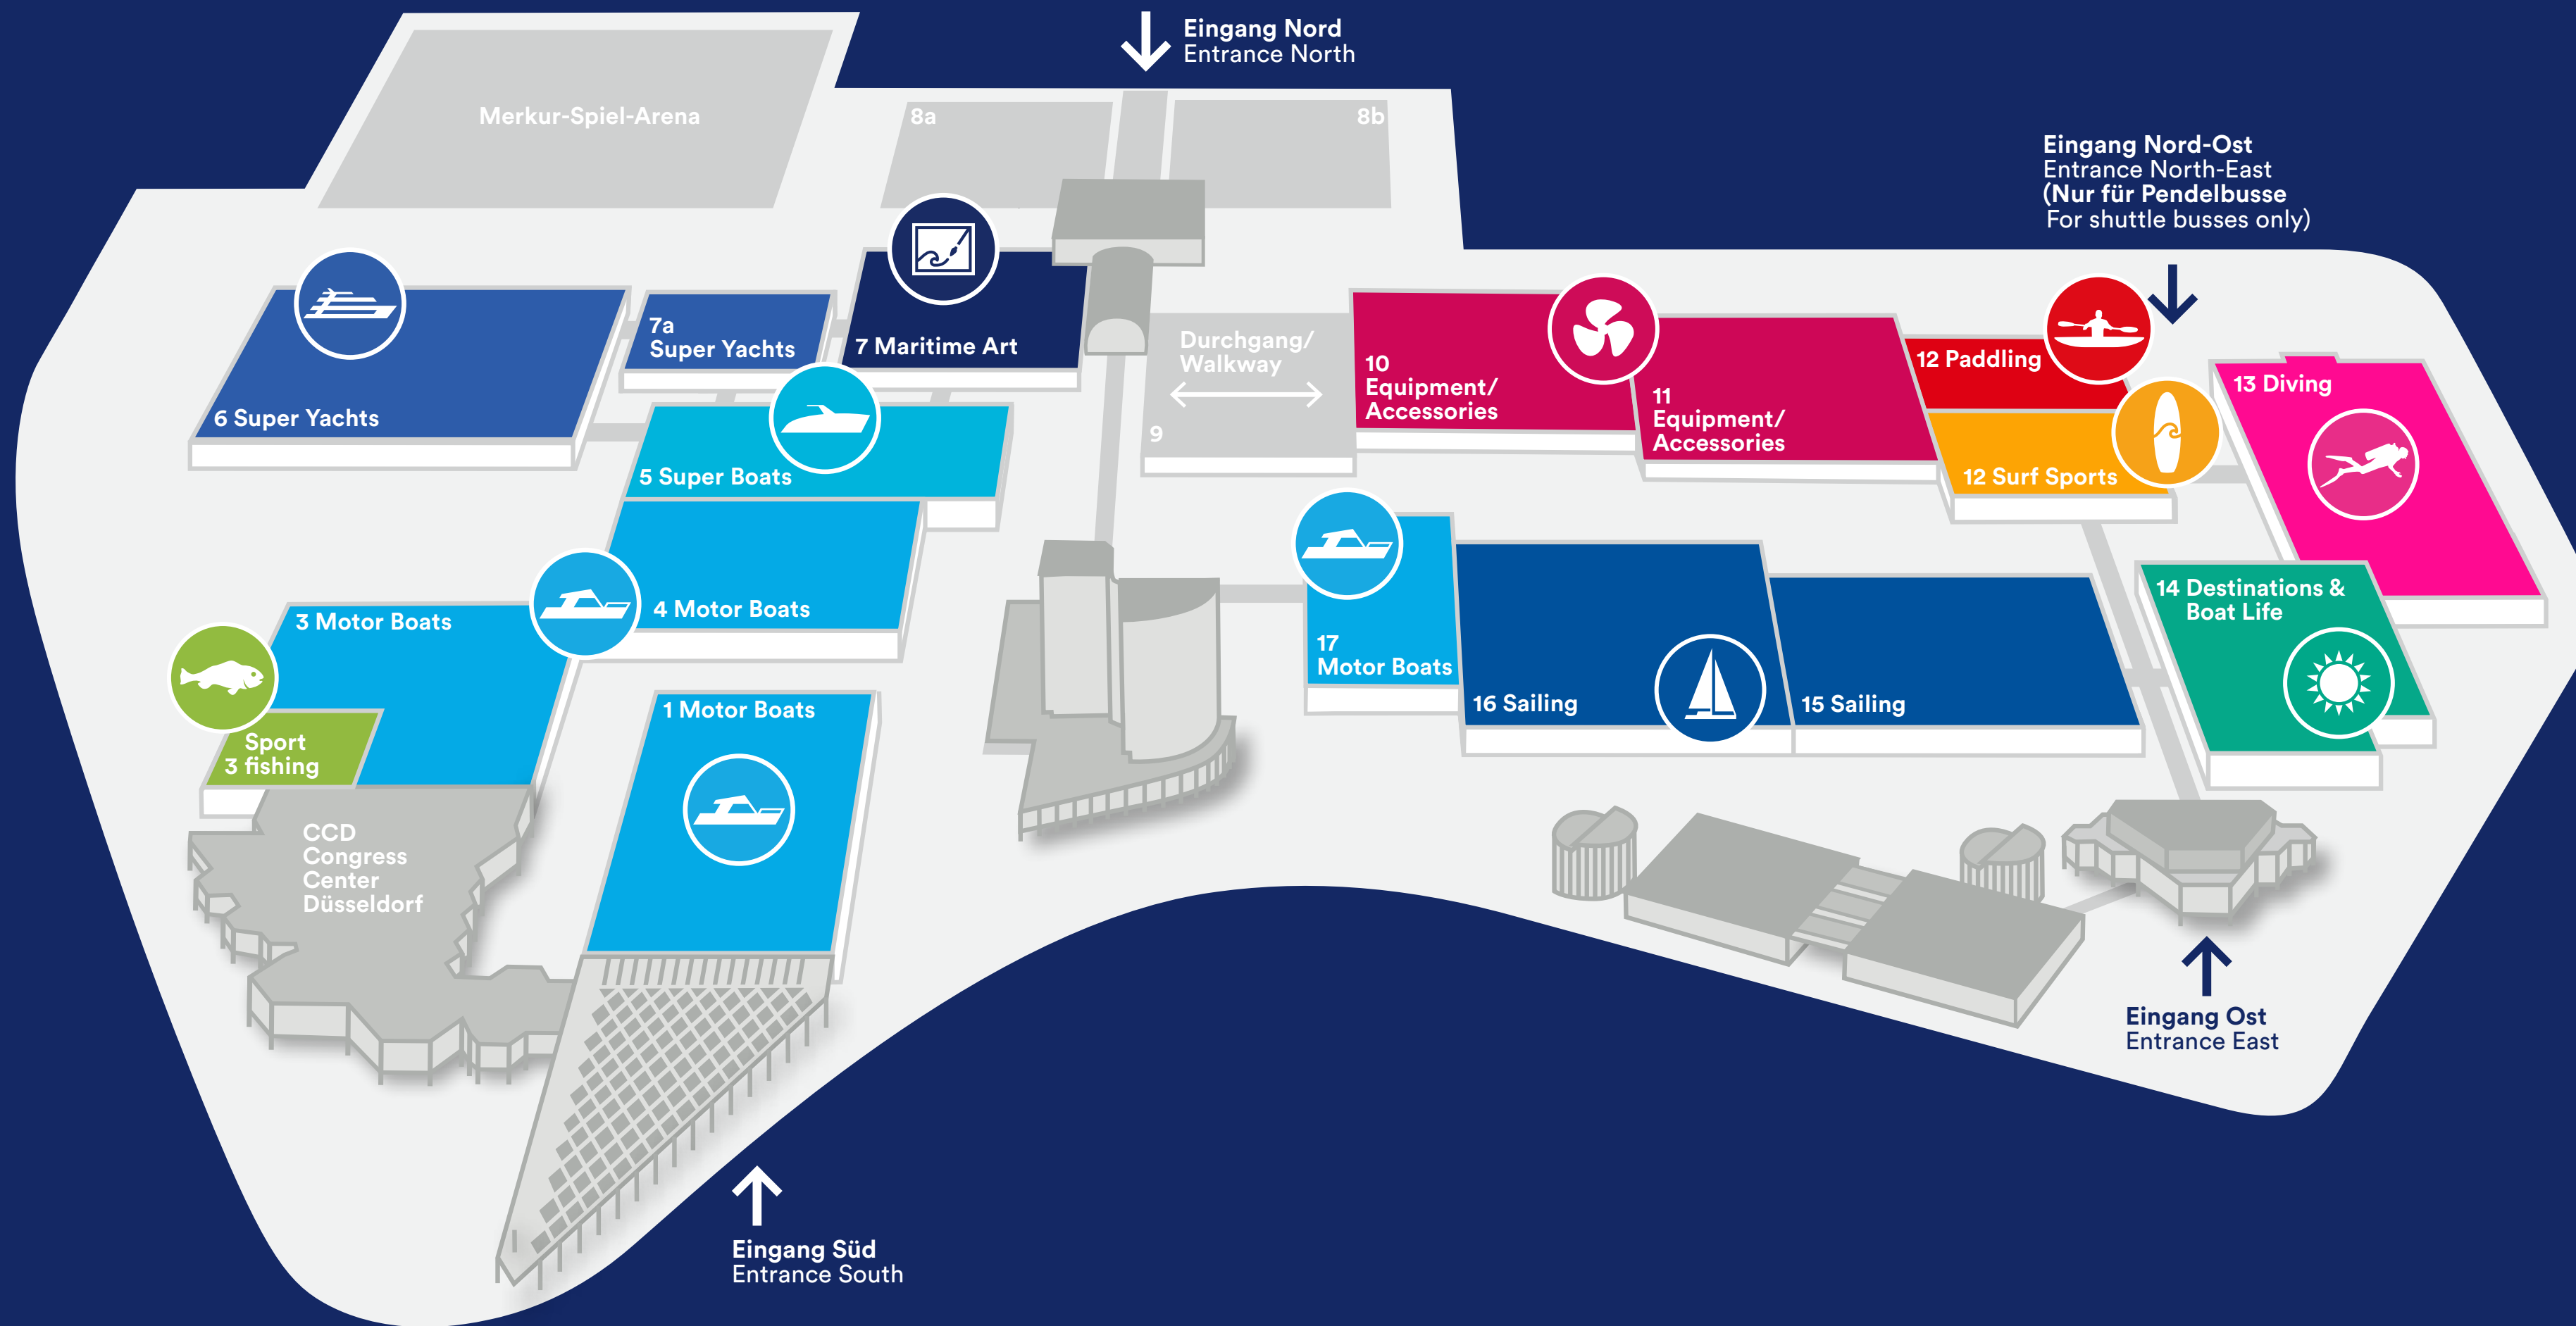 Eingang Nord
Entrance North
Merkur-Spiel-Arena
8a
8b
Eingang Nord-Ost
Entrance North-East
(Nur für Pendelbusse
For shuttle busses only)
6 Super Yachts
7a
Super Yachts
7 Maritime Art
Durchgang/
Walkway
9
10
Equipment/
Accessories
11
Equipment/
Accessories
12 Paddling
12 Surf Sports
13 Diving
5 Super Boats
4 Motor Boats
3 Motor Boats
Sport
3 fishing
1 Motor Boats
17
Motor Boats
16 Sailing
15 Sailing
14 Destinations &
Boat Life
CCD
Congress
Center
Düsseldorf
Eingang Ost
Entrance East
Eingang Süd
Entrance South